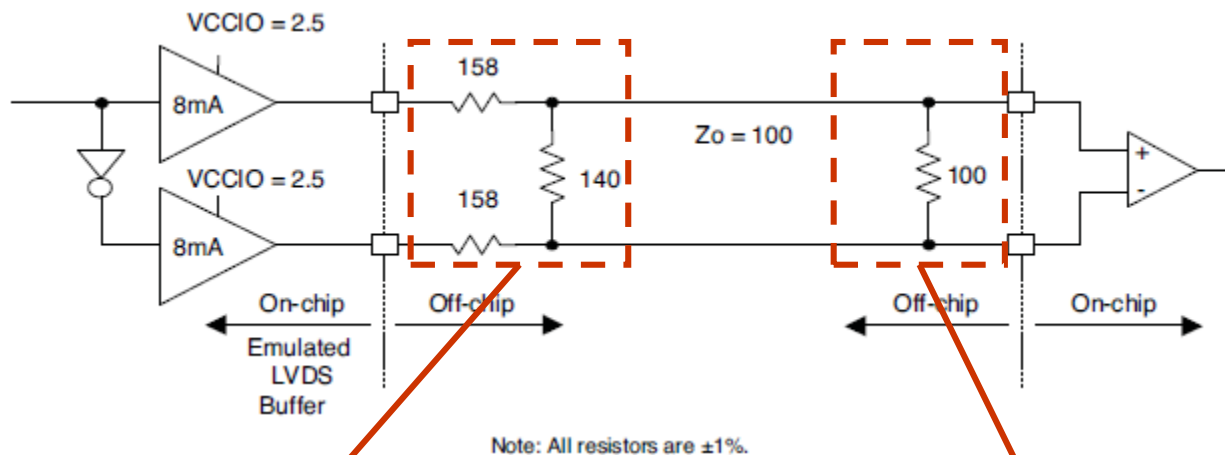 VCCIO = 2.5
158
8mA
Zo = 100
+
-
140
100
VCCIO = 2.5
158
8mA
On-chip
Off-chip
Off-chip
On-chip
Emulated
LVDS
Buffer
Note: All resistors are ±1%.